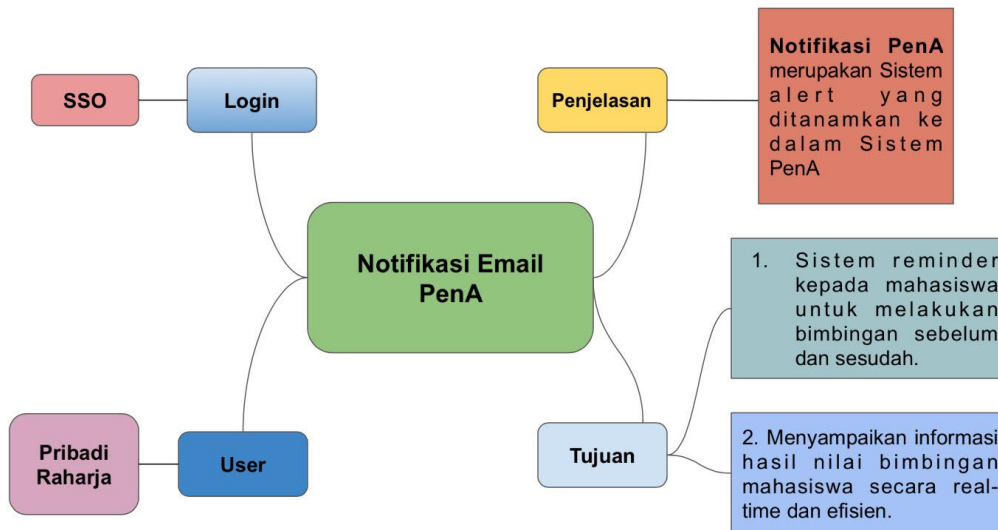 SSO
Login
Penjelasan
Notifikasi PenA
merupakan Sistem
alert yang
ditanamkan ke
dalam Sistem
PenA
Notifikasi Email
PenA
1. Sistem reminder
kepada mahasiswa
untuk melakukan
bimbingan sebelum
dan sesudah.
Pribadi
Raharja
User
Tujuan
2. Menyampaikan informasi
hasil nilai bimbingan
mahasiswa secara real-
time dan efisien.